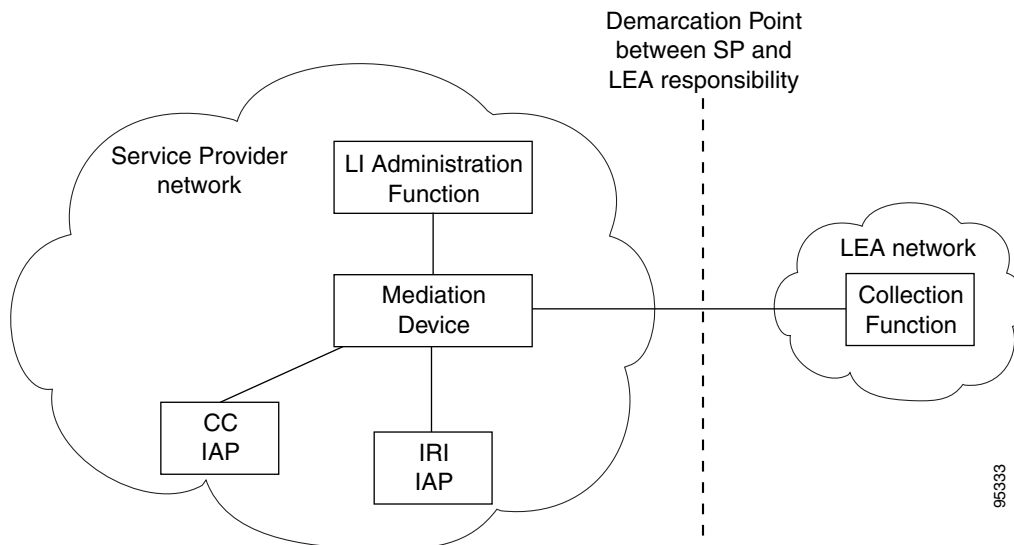 Demarcation Point
between SP and
LEA responsibility
Service Provider
network
LI Administration
Function
LEA network
Mediation
Device
Collection
Function
CC
IAP
IRI
IAP
95333